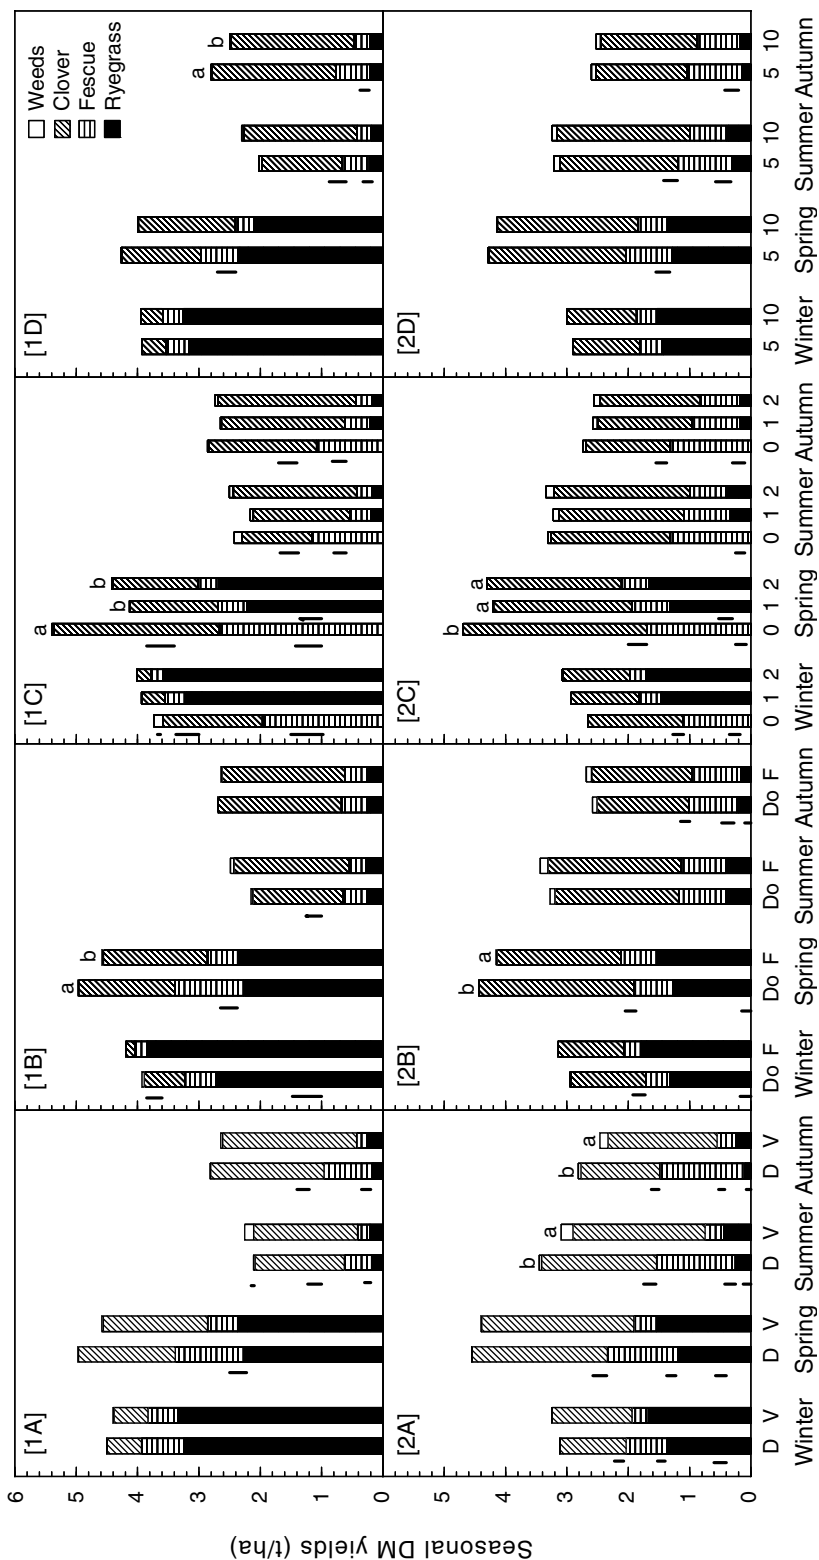 Seasonal DM yields (t/ha)
6
5
4
3
2
1
0
[1A]
[1B]
a b
[1C]
a b b
[1D]
a b
Weeds
Clover
Fescue
Ryegrass
5
4
3
2
1
0
[2A]
b a
b a
[2B]
b a
[2C]
b a a
[2D]
D V D V D V D V Do F Do F Do F Do F 0 1 2 0 1 2 0 1 2 0 1 2 5 10 5 10 5 10 5 10
Winter Spring Summer Autumn Winter Spring Summer Autumn Winter Spring Summer Autumn Winter Spring Summer Autumn